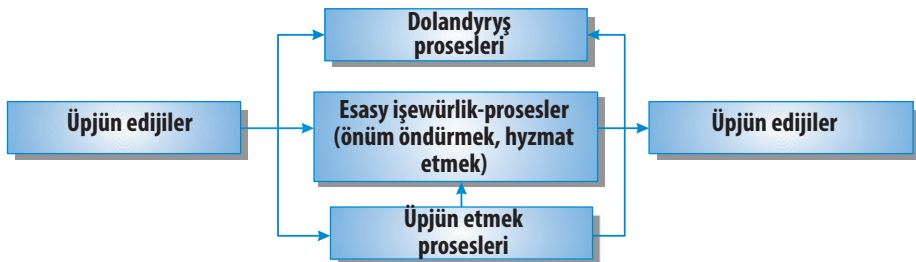 Dolandyryş
prosesleri
Üpjün edijiler
Esasy işewürlik-prosesler
(önüm öndürmek, hyzmat
etmek)
Üpjün edijiler
Üpjün etmek
prosesleri